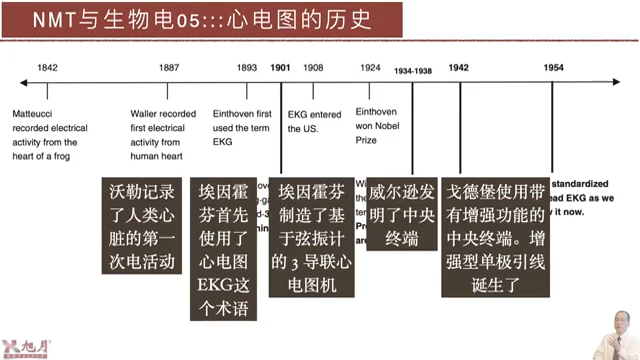 NMT与生物电05:::心电图的历史
1842
1887
1893
1901
1908
1924
1934-1938
1942
1954
Matteucci
recorded electrical
activity from the
heart of a frog
Waller recorded
first electrical
activity from
human heart
Einthoven first
used the term
EKG
EKG entered
the US.
Einthoven
won Nobel
Prize
standardized
ead EKG as we
w it now.
沃勒记录
了人类心
脏的第一
次电活动
埃因霍
芬首先
使用了
心电图
EKG这
个术语
埃因霍芬
制造了基
于弦振计
的 3 导联心
电图机
威尔逊发
明了中央
终端
戈德堡使用带
有增强功能的
中央终端。增
强型单极引线
诞生了
旭月